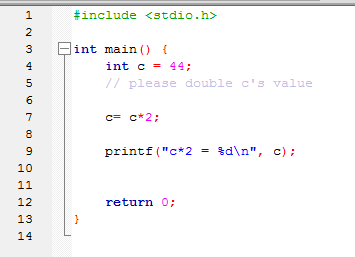 1 #include <stdio.h>
2
3 int main() {
4 int c = 44;
5 // please double c's value
6
7 c= c*2;
8
9 printf("c*2 = %d\n", c);
10
11
12 return 0;
13 }
14